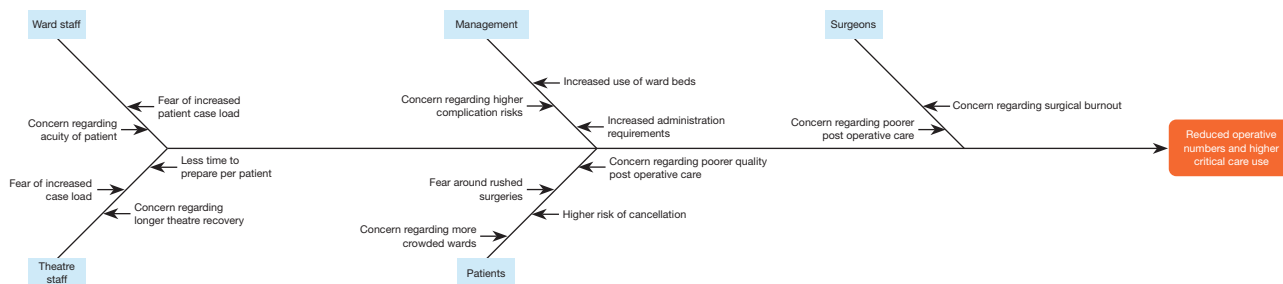 Ward staff
Management
Surgeons
Increased use of ward beds
Fear of increased
patient case load
Concern regarding higher
complication risks
Concern regarding surgical burnout
Concern regarding
acuity of patient
Increased administration
requirements
Concern regarding poorer
post operative care
Reduced operative
numbers and higher
critical care use
Less time to
prepare per patient
Concern regarding poorer quality
post operative care
Fear of increased
case load
Fear around rushed
surgeries
Concern regarding
longer theatre recovery
Higher risk of cancellation
Concern regarding more
crowded wards
Theatre
staff
Patients